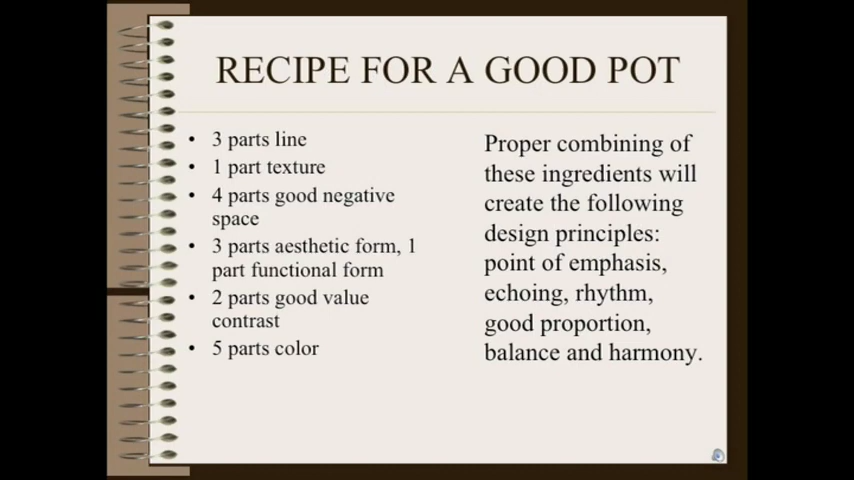 RECIPE FOR A GOOD POT
• 3 parts line
• 1 part texture
• 4 parts good negative
space
• 3 parts aesthetic form, 1
part functional form
• 2 parts good value
contrast
• 5 parts color
Proper combining of
these ingredients will
create the following
design principles:
point of emphasis,
echoing, rhythm,
good proportion,
balance and harmony.